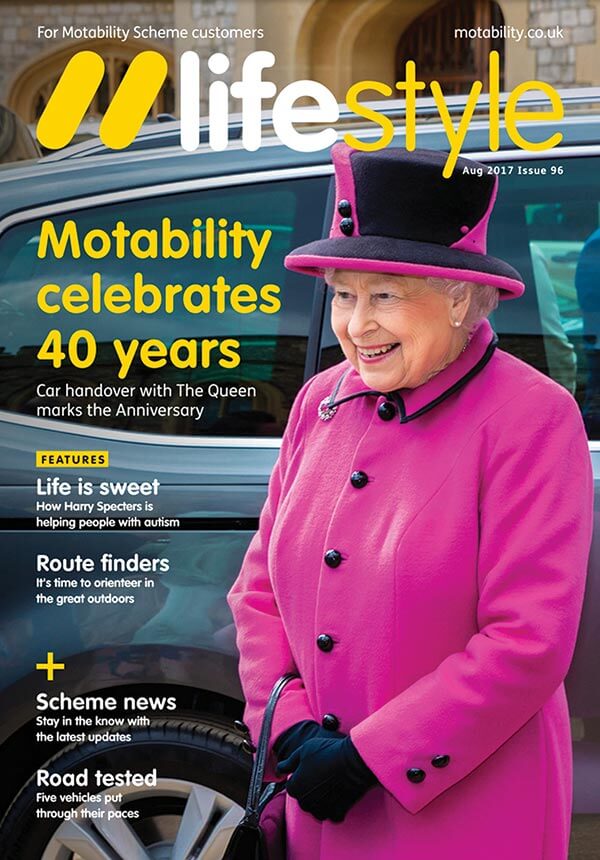 For Motability Scheme customers
motability.co.uk
lifestyle
Aug 2017 Issue 96
Motability
celebrates
40 years
Car handover with The Queen
marks the Anniversary
FEATURES
Life is sweet
How Harry Specters is
helping people with autism
Route finders
It's time to orienteer in
the great outdoors
+
Scheme news
Stay in the know with
the latest updates
Road tested
Five vehicles put
through their paces